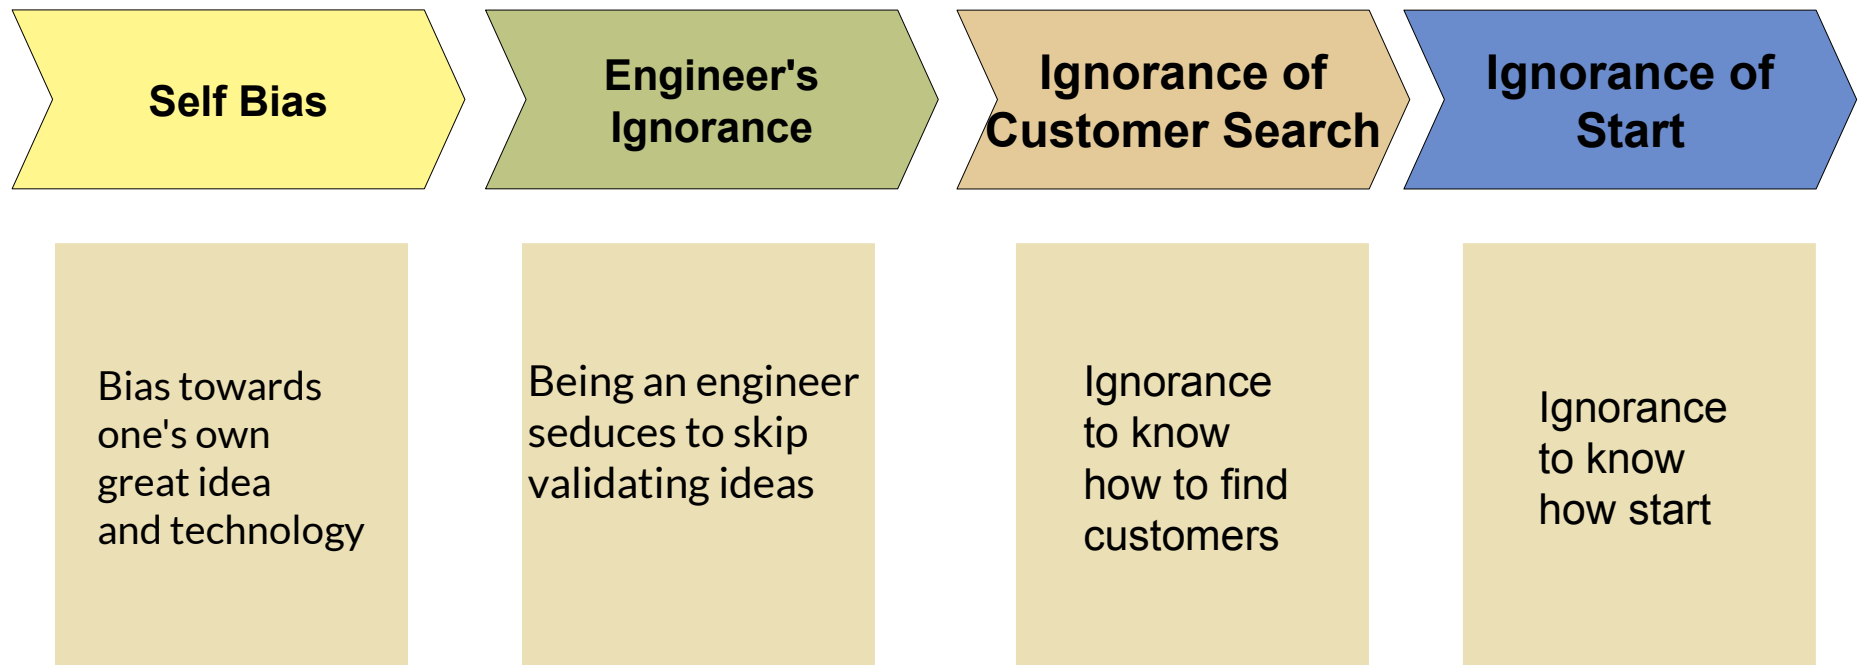 Self Bias
Engineer's
Ignorance
Ignorance of
Customer Search
Ignorance of
Start
Bias towards
one's own
great idea
and technology
Being an engineer
seduces to skip
validating ideas
Ignorance
to know
how to find
customers
Ignorance
to know
how start